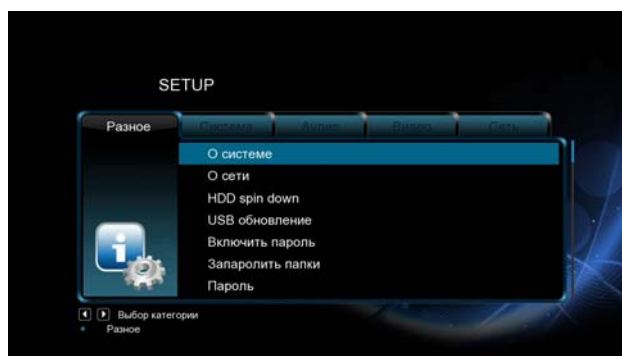 SETUP
Разное Система Аудио Видео Сеть
О системе
О сети
HDD spin down
USB обновление
Включить пароль
Запаролить папки
Пароль
Выбор категории
Разное